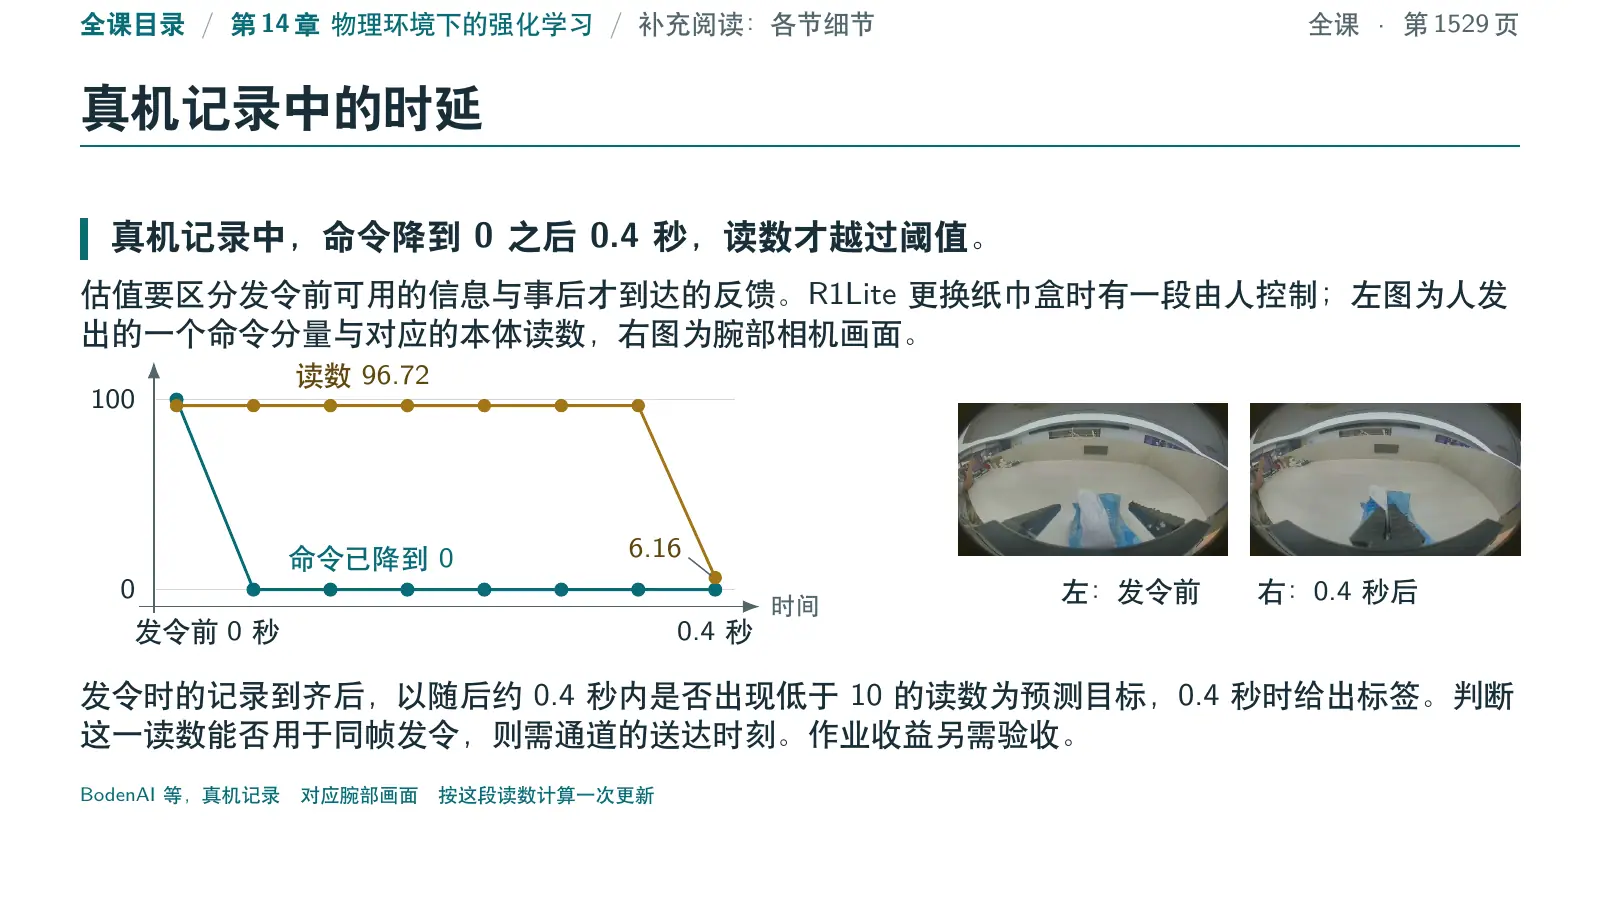 全课目录 / 第 14 章 物理环境下的强化学习 / 补充阅读：各节细节
全课 · 第 1529 页
真机记录中的时延
真机记录中，命令降到 0 之后 0.4 秒，读数才越过阈值。
估值要区分发令前可用的信息与事后才到达的反馈。R1Lite 更换纸巾盒时有一段由人控制；左图为人发
出的一个命令分量与对应的本体读数，右图为腕部相机画面。
读数 96.72
100
命令已降到 0
6.16
0
时间
发令前 0 秒
0.4 秒
左：发令前
右：0.4 秒后
发令时的记录到齐后，以随后约 0.4 秒内是否出现低于 10 的读数为预测目标，0.4 秒时给出标签。判断
这一读数能否用于同帧发令，则需通道的送达时刻。作业收益另需验收。
BodenAI 等，真机记录 对应腕部画面 按这段读数计算一次更新